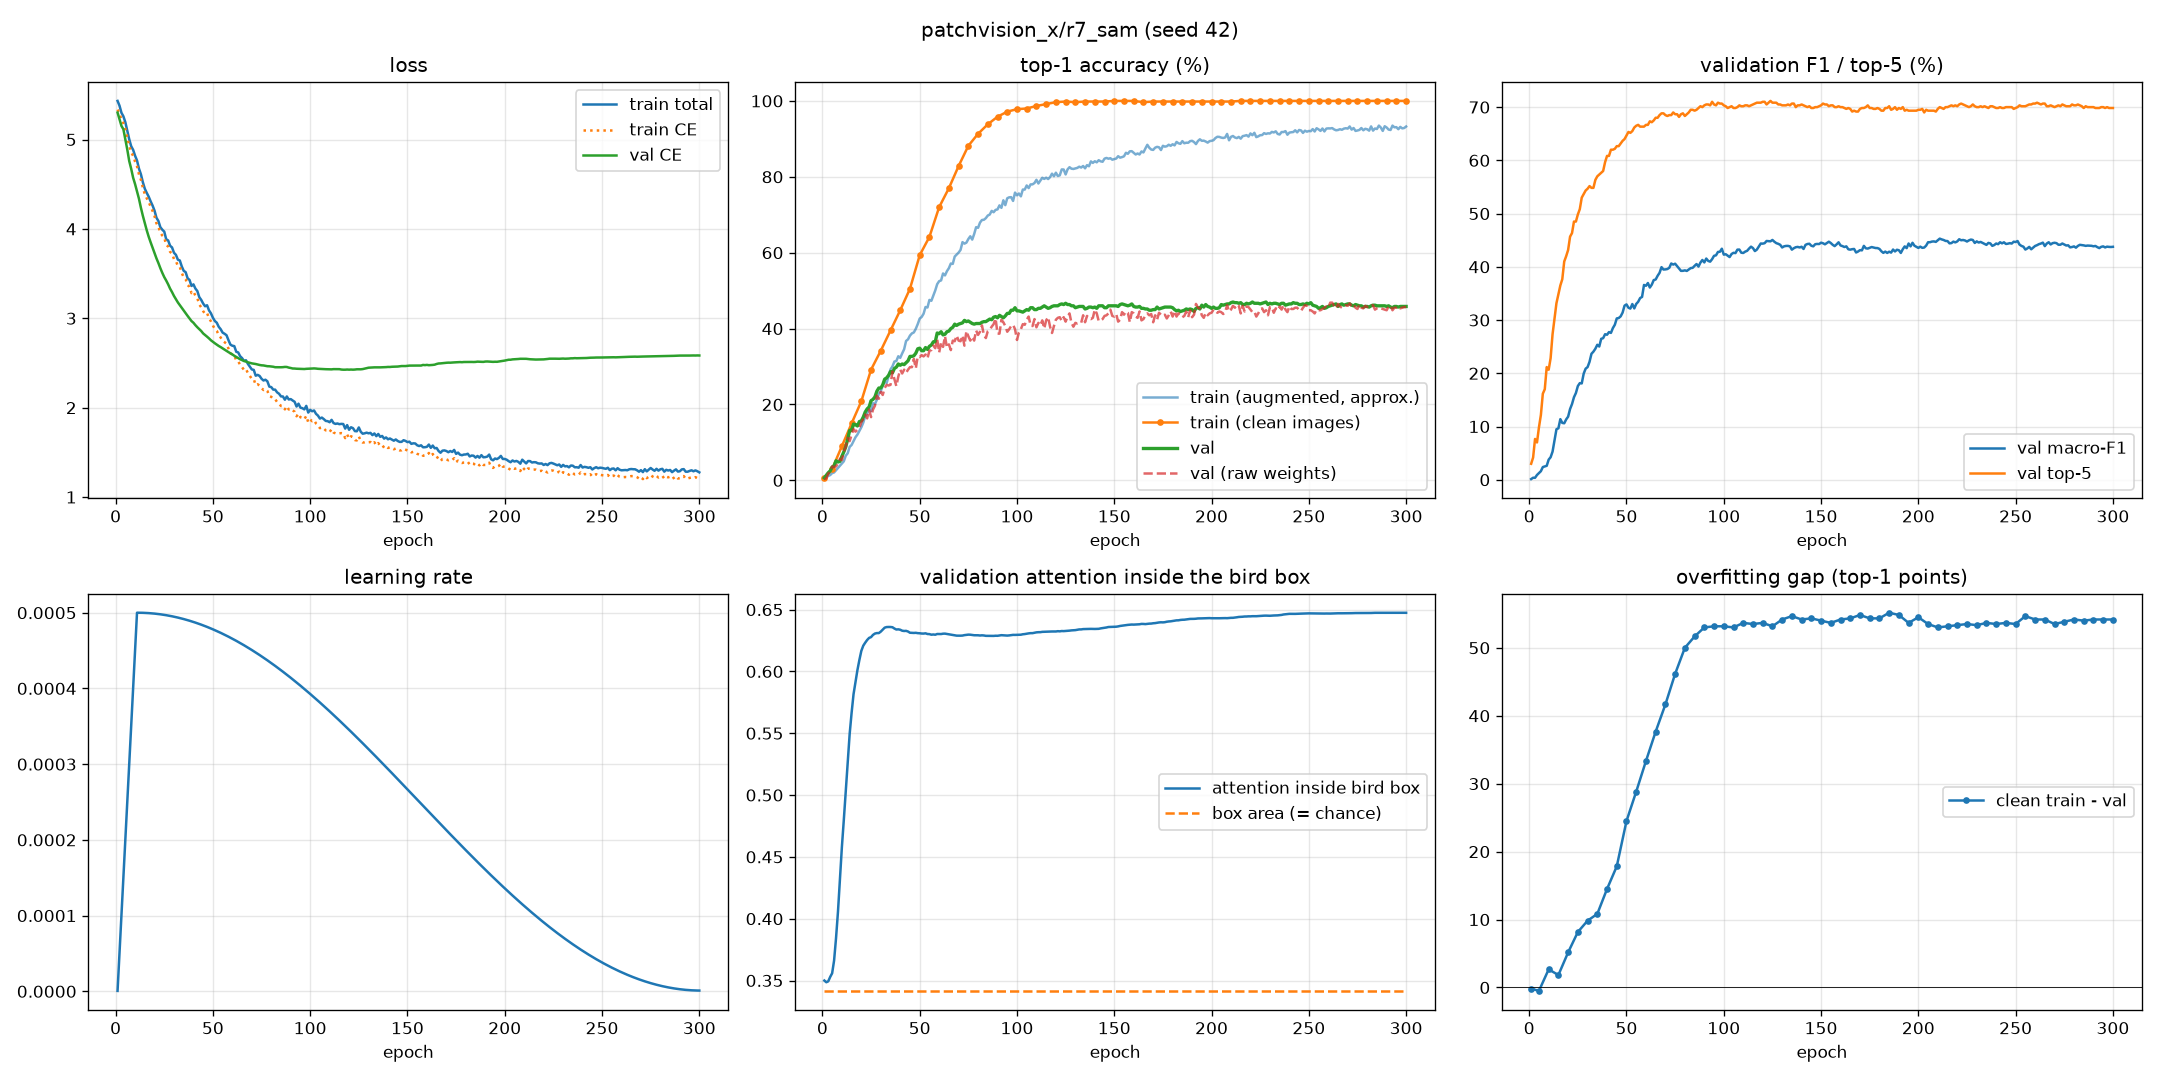 patchvision_x/r7_sam (seed 42)
loss
5
4
3
2
1
train total
train CE
val CE
0 50 100 150 200 250 300
epoch
top-1 accuracy (%)
100
80
60
40
20
0
train (augmented, approx.)
train (clean images)
val
val (raw weights)
0 50 100 150 200 250 300
epoch
validation F1 / top-5 (%)
70
60
50
40
30
20
10
0
val macro-F1
val top-5
0 50 100 150 200 250 300
epoch
learning rate
0.0005
0.0004
0.0003
0.0002
0.0001
0.0000
0 50 100 150 200 250 300
epoch
validation attention inside the bird box
0.65
0.60
0.55
0.50
0.45
0.40
0.35
attention inside bird box
box area (= chance)
0 50 100 150 200 250 300
epoch
overfitting gap (top-1 points)
50
40
30
20
10
0
clean train - val
0 50 100 150 200 250 300
epoch